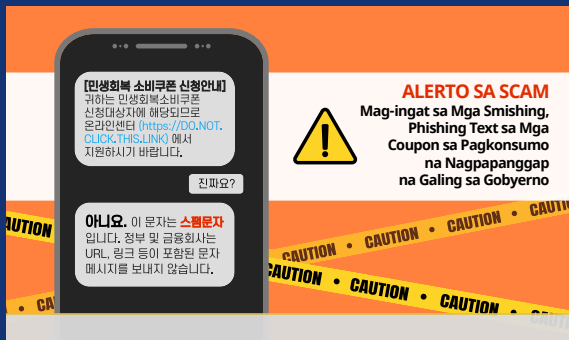 [민생회복 소비쿠폰 신청안내]
귀하는 민생회복소비쿠폰
신청대상자에 해당되므로
온라인센터 (https://DO.NOT.
CLICK.THIS.LINK) 에서
지원하시기 바랍니다.
진짜요?
아니요. 이 문자는 스팸문자
입니다. 정부 및 금융회사는
URL, 링크 등이 포함된 문자
메시지를 보내지 않습니다.
ALERTO SA SCAM
Mag-ingat sa Mga Smishing,
Phishing Text sa Mga
Coupon sa Pagkonsumo
na Nagpapanggap
na Galing sa Gobyerno
AUTION
CA
CAUTION • CAUTION • CAUTION • CAUTI
CAUTION • CAUTION • CAUTION • CAUT